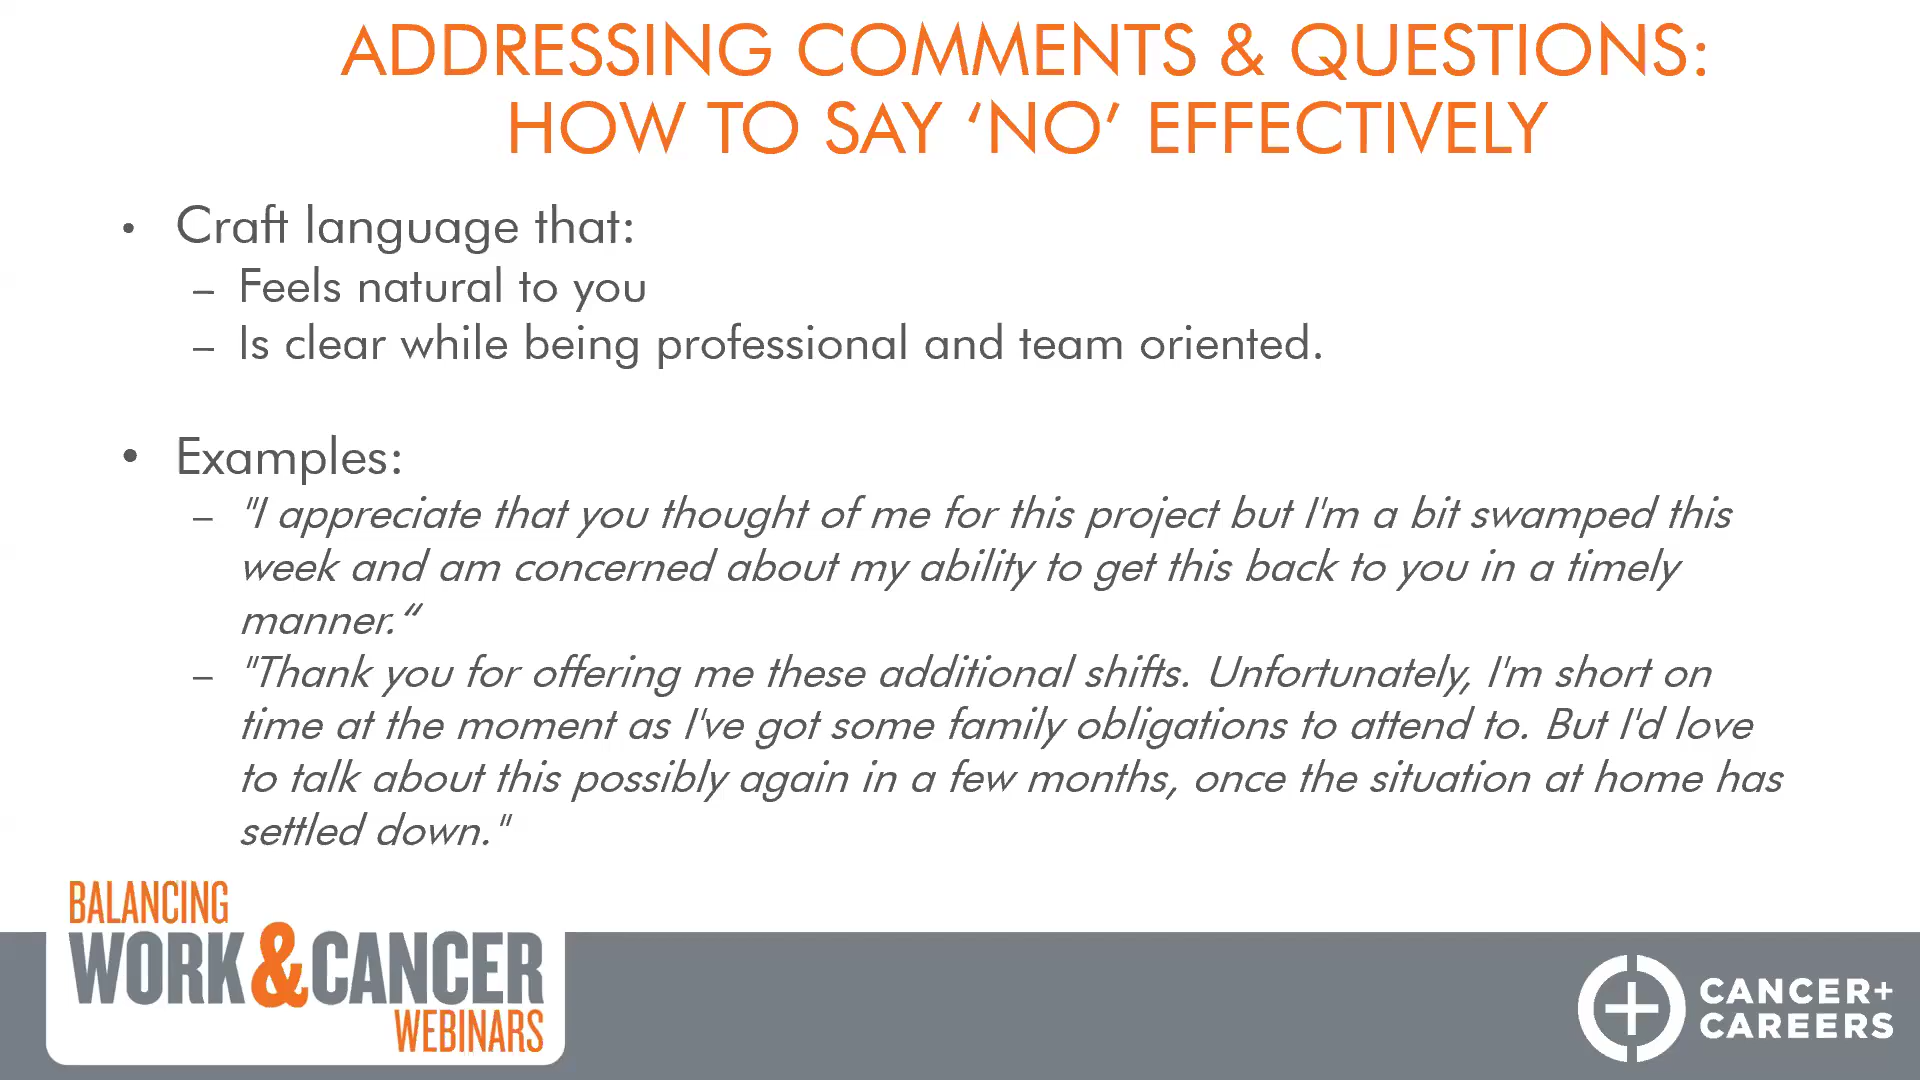 ADDRESSING COMMENTS & QUESTIONS:
HOW TO SAY ‘NO’ EFFECTIVELY
• Craft language that:
– Feels natural to you
– Is clear while being professional and team oriented.
• Examples:
– "I appreciate that you thought of me for this project but I'm a bit swamped this
week and am concerned about my ability to get this back to you in a timely
manner.“
– "Thank you for offering me these additional shifts. Unfortunately, I'm short on
time at the moment as I've got some family obligations to attend to. But I'd love
to talk about this possibly again in a few months, once the situation at home has
settled down."
BALANCING
WORK & CANCER
WEBINARS
CANCER+
CAREERS